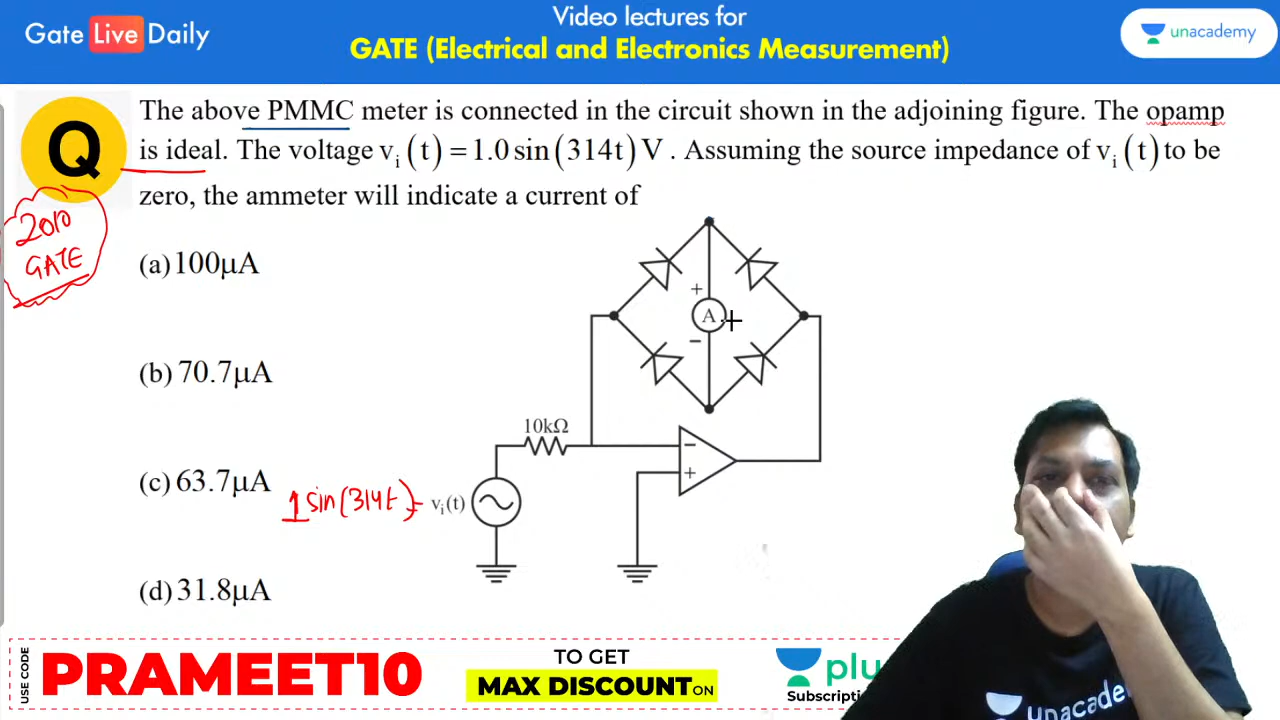 Gate Live Daily
Video lectures for
GATE (Electrical and Electronics Measurement)
unacademy
Q
The above PMMC meter is connected in the circuit shown in the adjoining figure. The opamp
is ideal. The voltage vᵢ(t) = 1.0 sin(314t) V . Assuming the source impedance of vᵢ(t) to be
zero, the ammeter will indicate a current of
2010
GATE
(a) 100μA
(b) 70.7μA
(c) 63.7μA
(d) 31.8μA
+
A
−
10kΩ
−
+
1 sin(314t) = vᵢ(t)
USE CODE
PRAMEET10
TO GET
MAX DISCOUNT ON
plu
Subscriptio
unacademy